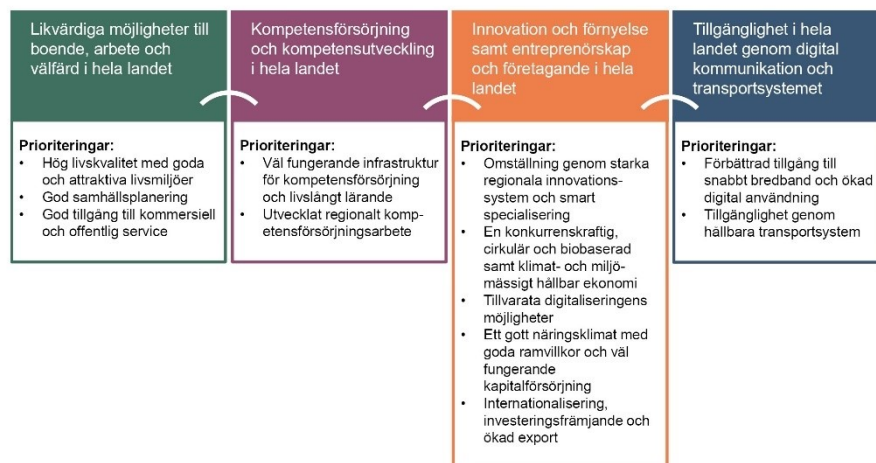 Likvärdiga möjligheter till
boende, arbete och
välfärd i hela landet
Prioriteringar:
• Hög livskvalitet med goda
och attraktiva livsmiljöer
• God samhällsplanering
• God tillgång till kommersiell
och offentlig service
Kompetensförsörjning
och kompetensutveckling
i hela landet
Prioriteringar:
• Väl fungerande infrastruktur
för kompetensförsörjning
och livslångt lärande
• Utvecklat regionalt komp-
etensförsörjningsarbete
Innovation och förnyelse
samt entreprenörskap
och företagande i hela
landet
Prioriteringar:
• Omställning genom starka
regionala innovations-
system och smart
specialisering
• En konkurrenskraftig,
cirkulär och biobaserad
samt klimat- och miljö-
mässigt hållbar ekonomi
• Tillvarata digitaliseringens
möjligheter
• Ett gott näringsklimat med
goda ramvillkor och väl
fungerande
kapitalförsörjning
• Internationalisering,
investeringsfrämjande och
ökad export
Tillgänglighet i hela
landet genom digital
kommunikation och
transportsystemet
Prioriteringar:
• Förbättrad tillgång till
snabbt bredband och ökad
digital användning
• Tillgänglighet genom
hållbara transportsystem